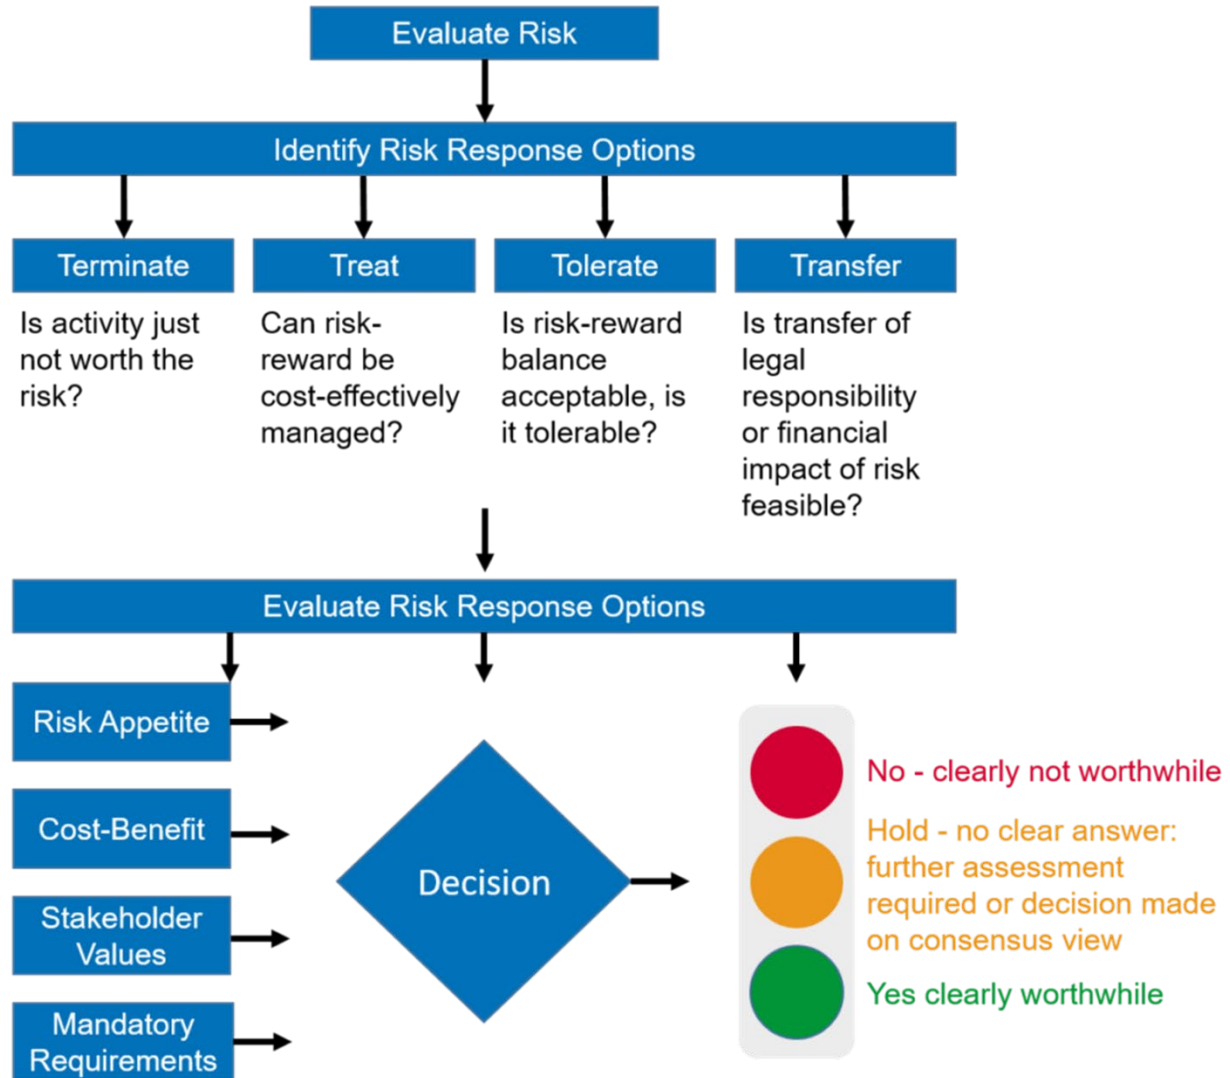 Evaluate Risk
Identify Risk Response Options
Terminate
Is activity just
not worth the
risk?
Treat
Can risk-
reward be
cost-effectively
managed?
Tolerate
Is risk-reward
balance
acceptable, is
it tolerable?
Transfer
Is transfer of
legal
responsibility
or financial
impact of risk
feasible?
Evaluate Risk Response Options
Risk Appetite
Cost-Benefit
Stakeholder
Values
Mandatory
Requirements
Decision
No - clearly not worthwhile
Hold - no clear answer:
further assessment
required or decision made
on consensus view
Yes clearly worthwhile